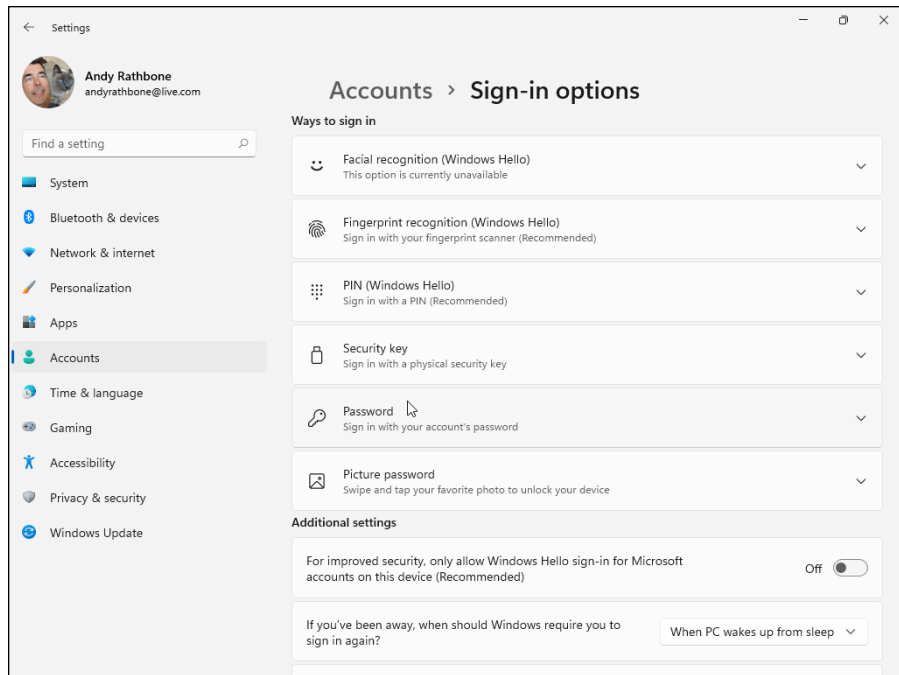 Settings
Andy Rathbone
andyrathbone@live.com
Find a setting
System
Bluetooth & devices
Network & internet
Personalization
Apps
Accounts
Time & language
Gaming
Accessibility
Privacy & security
Windows Update
Accounts > Sign-in options
Ways to sign in
Facial recognition (Windows Hello)
This option is currently unavailable
Fingerprint recognition (Windows Hello)
Sign in with your fingerprint scanner (Recommended)
PIN (Windows Hello)
Sign in with a PIN (Recommended)
Security key
Sign in with a physical security key
Password
Sign in with your account's password
Picture password
Swipe and tap your favorite photo to unlock your device
Additional settings
For improved security, only allow Windows Hello sign-in for Microsoft
accounts on this device (Recommended)
Off
If you've been away, when should Windows require you to
sign in again?
When PC wakes up from sleep